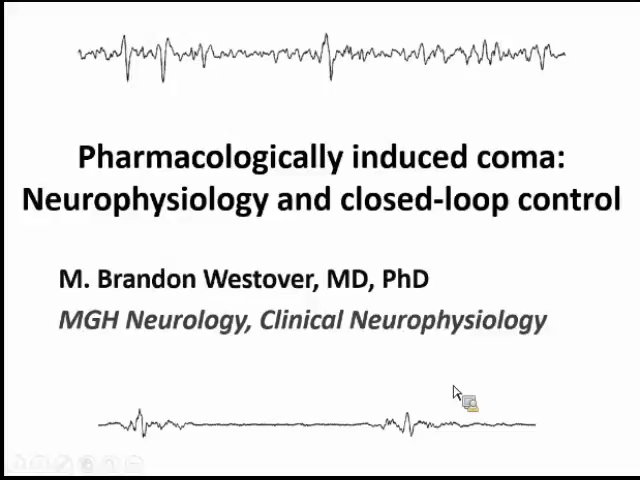 Pharmacologically induced coma:
Neurophysiology and closed-loop control
M. Brandon Westover, MD, PhD
MGH Neurology, Clinical Neurophysiology